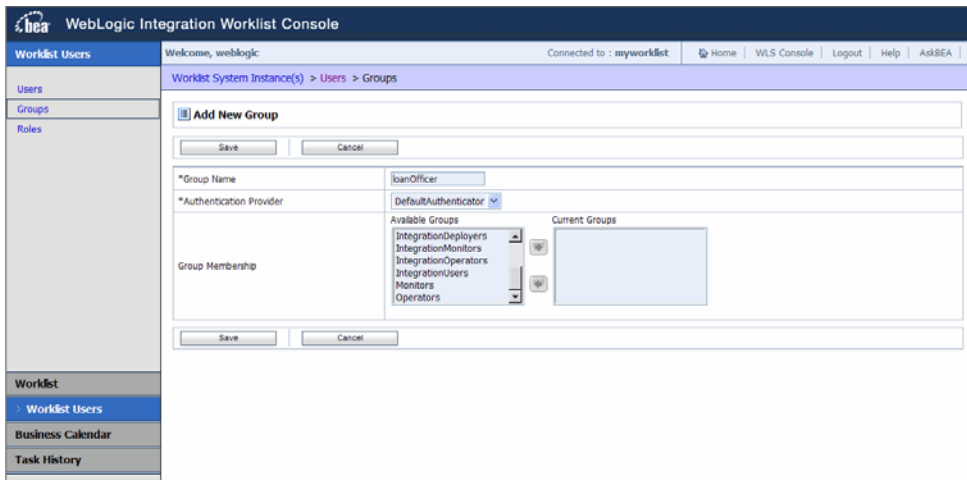 bea WebLogic Integration Worklist Console
Worklist Users
Welcome, weblogic
Connected to : myworklist
Home | WLS Console | Logout | Help | AskBEA |
Worklist System Instance(s) > Users > Groups
Users
Groups
Roles
Add New Group
Save
Cancel
*Group Name
loanOfficer
*Authentication Provider
DefaultAuthenticator
Group Membership
Available Groups
Current Groups
IntegrationDeployers
IntegrationMonitors
IntegrationOperators
IntegrationUsers
Monitors
Operators
Save
Cancel
Worklist
> Worklist Users
Business Calendar
Task History